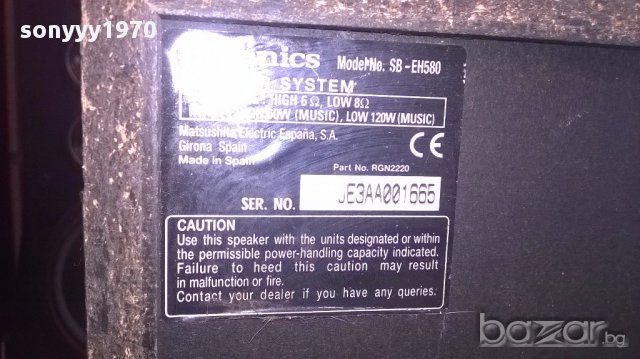 sonyyy1970
Model No. SB-EH580
SYSTEM
HIGH 6Ω, LOW 8Ω
(MUSIC), LOW 120W (MUSIC)
Matsushita Electric España, S.A.
Girona Spain
Made in Spain
CE
Part No. RGN2220
SER. NO. JE3AA001665
CAUTION
Use this speaker with the units designated or within
the permissible power-handling capacity indicated.
Failure to heed this caution may result
in malfunction or fire.
Contact your dealer if you have any queries.
bazar.bg